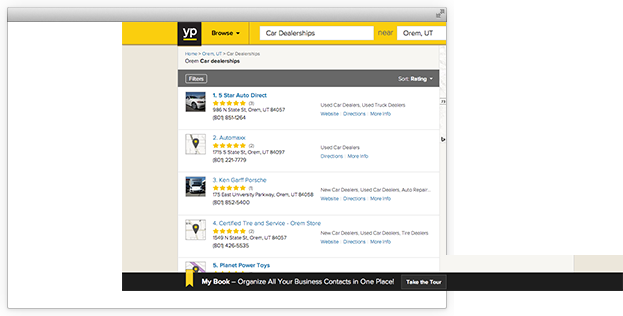 yp Browse Car Dealerships near Orem, UT
Home > Orem, UT > Car Dealerships
Orem Car dealerships
Filters Sort: Rating
1. 5 Star Auto Direct
(3) Used Car Dealers, Used Truck Dealers
986 N State St, Orem, UT 84057
Website Directions More Info
(801) 851-1264
2. Automaxx
(2) Used Car Dealers
1715 S State St, Orem, UT 84097
Directions More Info
(801) 221-7779
3. Ken Garff Porsche
(1) New Car Dealers, Used Car Dealers, Auto Repair...
175 East University Parkway, Orem, UT 84058
Website Directions More Info
(801) 852-5400
4. Certified Tire and Service - Orem Store
(2) New Car Dealers, Used Car Dealers, Tire Dealers
1549 N State St, Orem, UT 84057
Website Directions More Info
(801) 426-5535
5. Planet Power Toys
My Book – Organize All Your Business Contacts in One Place! Take the Tour